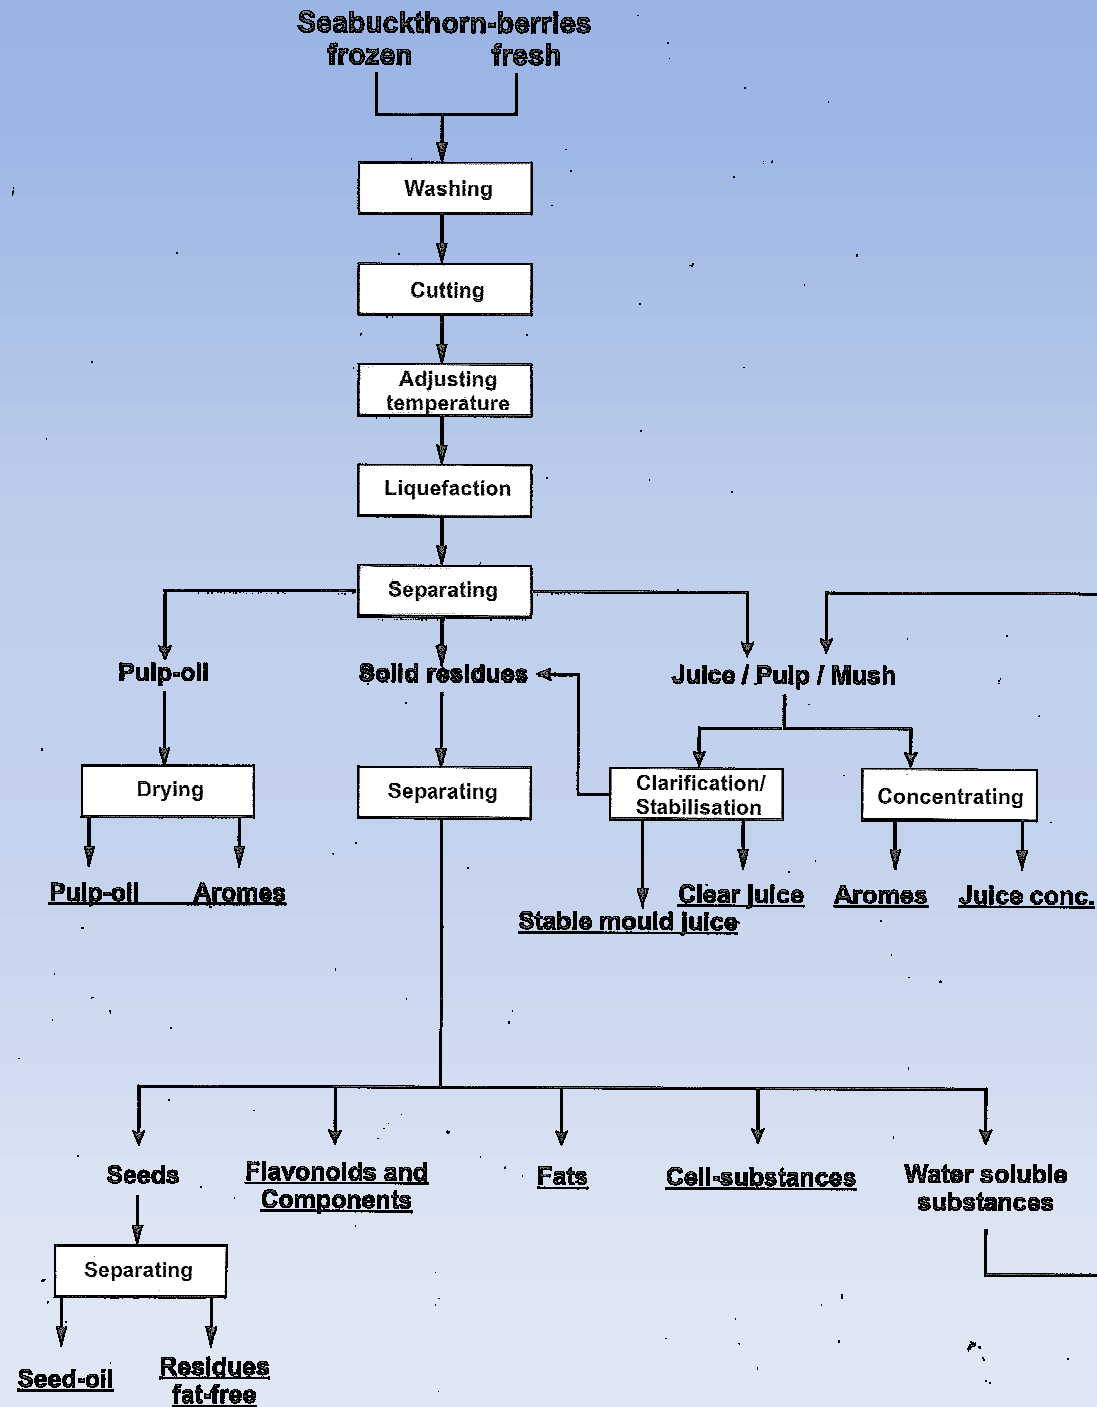 Seabuckthorn-berries
frozen fresh
Washing
Cutting
Adjusting
temperature
Liquefaction
Separating
Pulp-oil
Solid residues
Juice / Pulp / Mush
Drying
Separating
Clarification/
Stabilisation
Concentrating
Pulp-oil Aromes
Stable mould juice
Clear juice
Aromes
Juice conc.
Seeds
Flavonoids and
Components
Fats
Cell-substances
Water soluble
substances
Separating
Seed-oil
Residues
fat-free